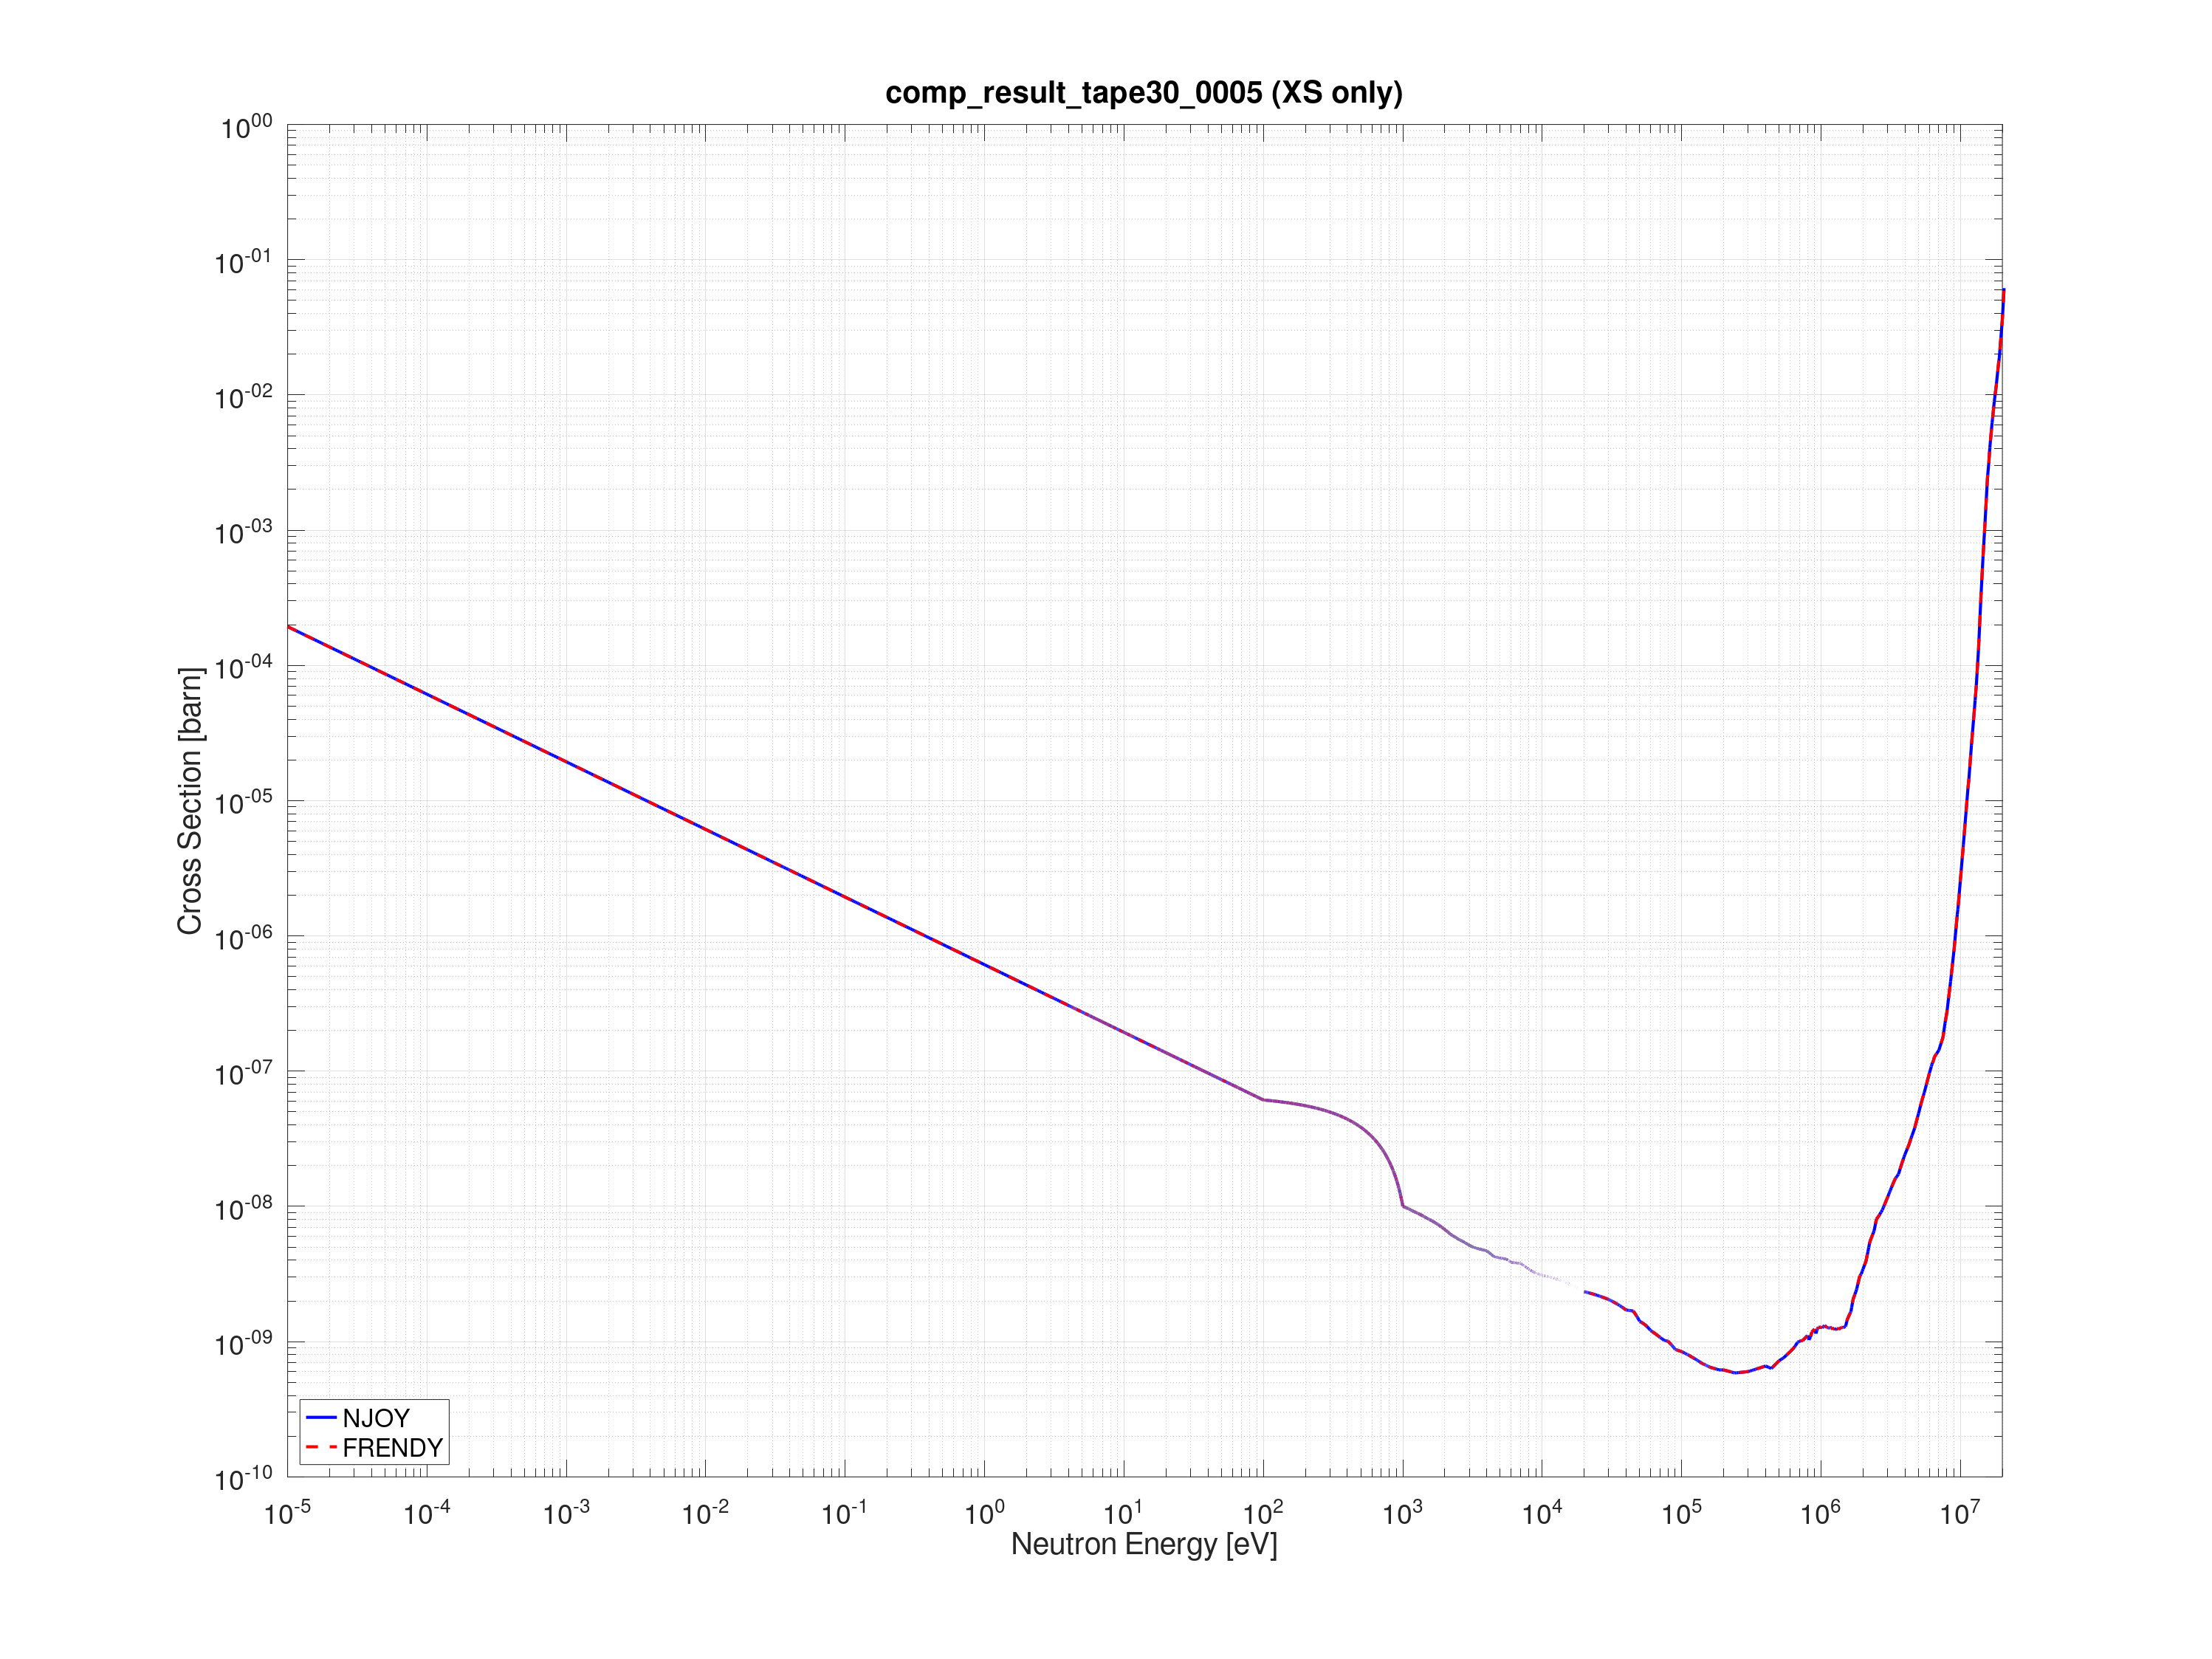 comp_result_tape30_0005 (XS only)
10^00
10^-01
10^-02
10^-03
10^-04
10^-05
10^-06
10^-07
10^-08
10^-09
10^-10
Cross Section [barn]
NJOY
FRENDY
10^-5 10^-4 10^-3 10^-2 10^-1 10^0 10^1 10^2 10^3 10^4 10^5 10^6 10^7
Neutron Energy [eV]